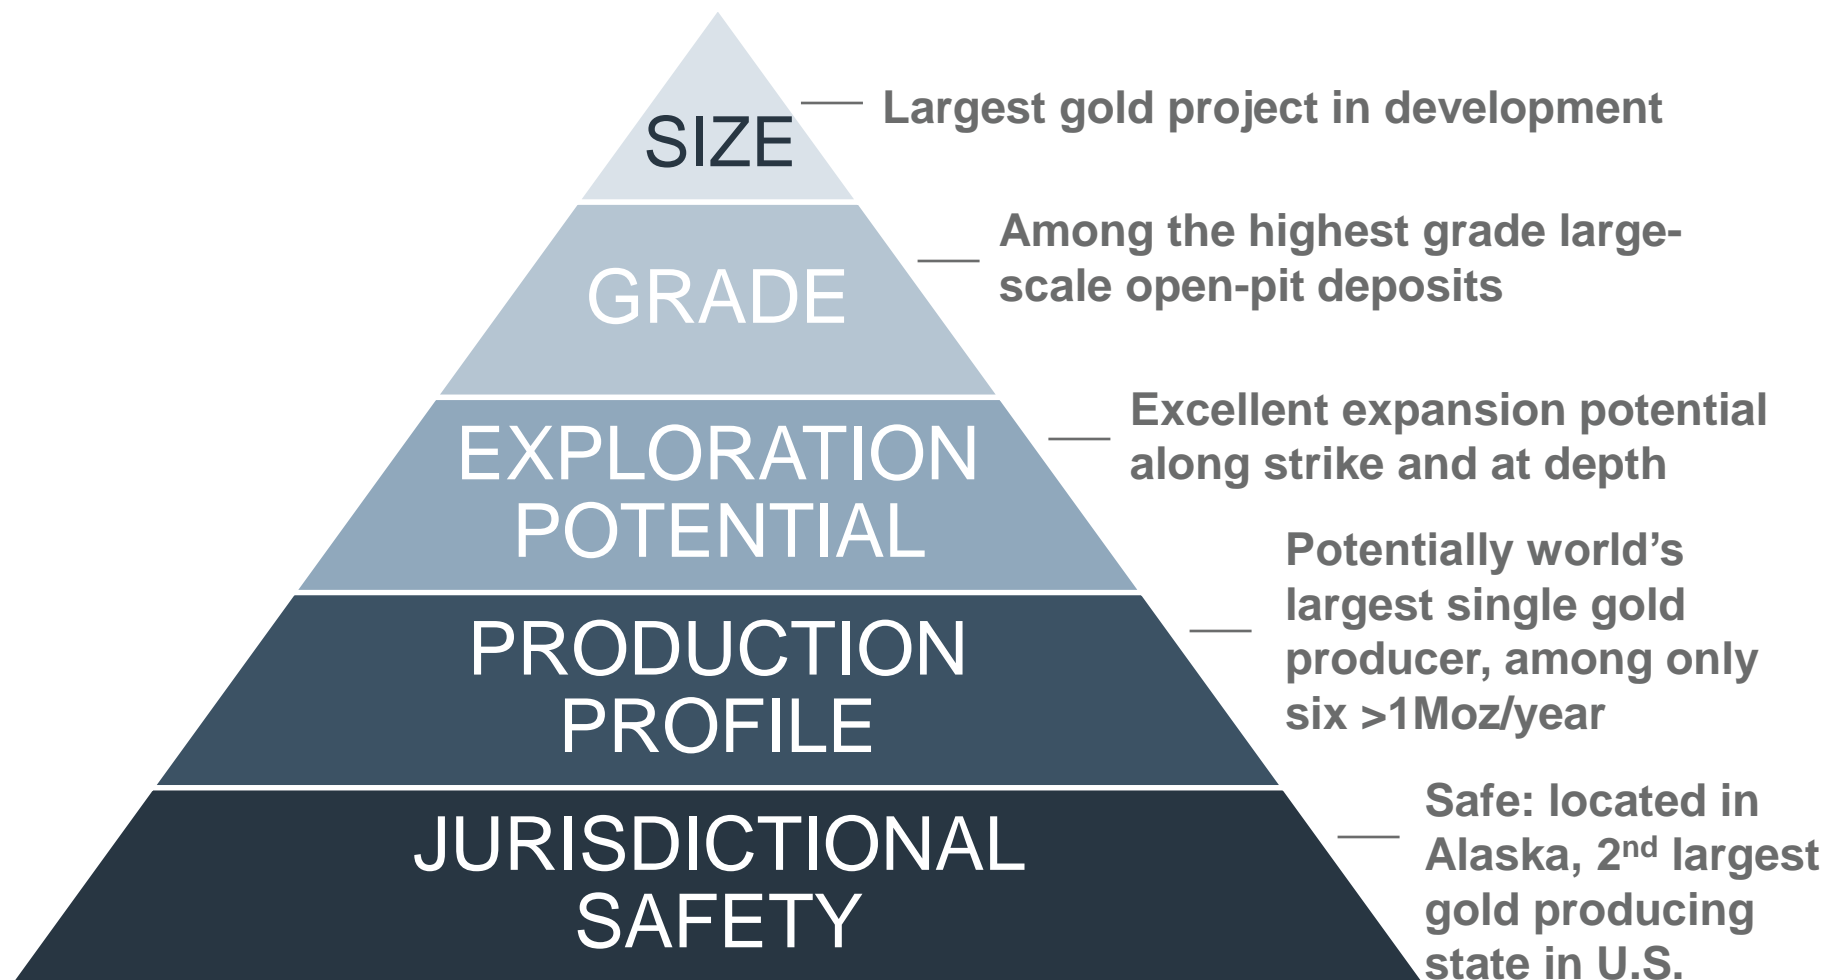 SIZE
Largest gold project in development
GRADE
Among the highest grade large-
scale open-pit deposits
EXPLORATION
POTENTIAL
Excellent expansion potential
along strike and at depth
PRODUCTION
PROFILE
Potentially world’s
largest single gold
producer, among only
six >1Moz/year
JURISDICTIONAL
SAFETY
Safe: located in
Alaska, 2nd largest
gold producing
state in U.S.